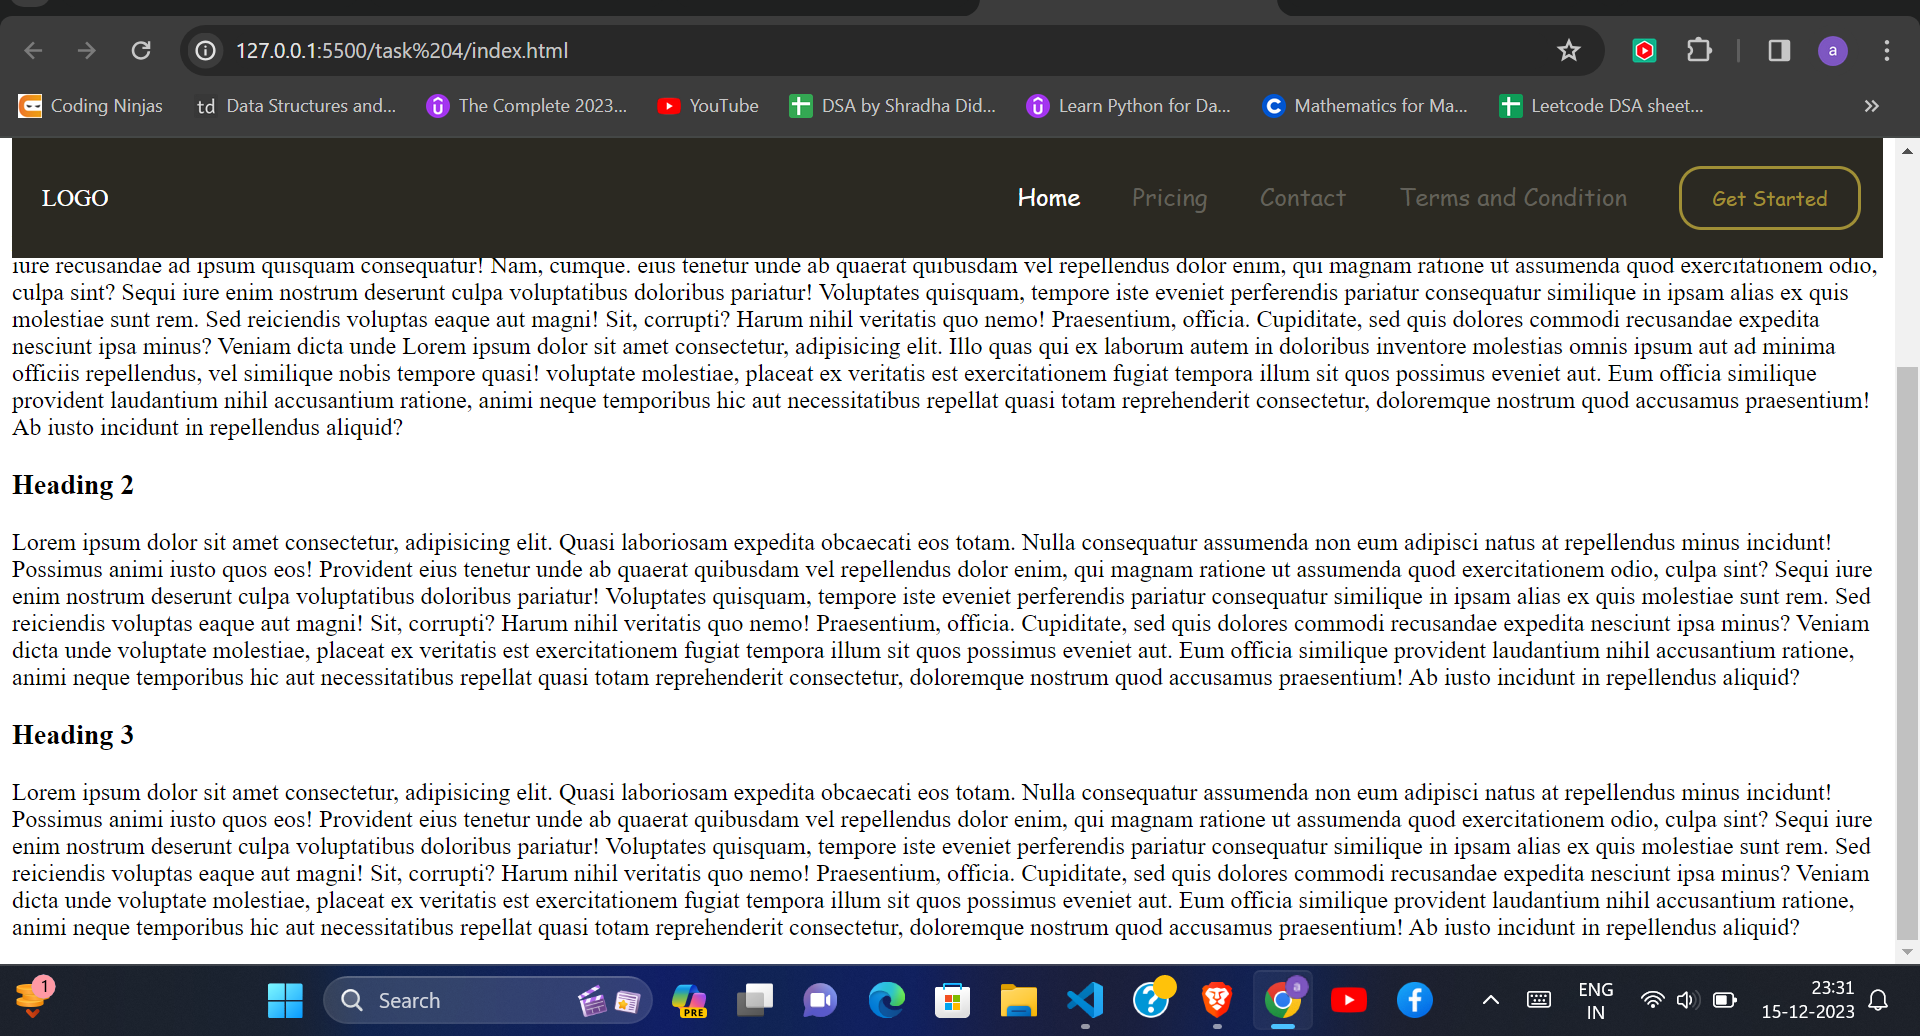 127.0.0.1:5500/task%204/index.html
a
Coding Ninjas td Data Structures and... The Complete 2023... YouTube DSA by Shradha Did... Learn Python for Da... Mathematics for Ma... Leetcode DSA sheet... »
LOGO Home Pricing Contact Terms and Condition Get Started
iure recusandae ad ipsum quisquam consequatur! Nam, cumque. eius tenetur unde ab quaerat quibusdam vel repellendus dolor enim, qui magnam ratione ut assumenda quod exercitationem odio,
culpa sint? Sequi iure enim nostrum deserunt culpa voluptatibus doloribus pariatur! Voluptates quisquam, tempore iste eveniet perferendis pariatur consequatur similique in ipsam alias ex quis
molestiae sunt rem. Sed reiciendis voluptas eaque aut magni! Sit, corrupti? Harum nihil veritatis quo nemo! Praesentium, officia. Cupiditate, sed quis dolores commodi recusandae expedita
nesciunt ipsa minus? Veniam dicta unde Lorem ipsum dolor sit amet consectetur, adipisicing elit. Illo quas qui ex laborum autem in doloribus inventore molestias omnis ipsum aut ad minima
officiis repellendus, vel similique nobis tempore quasi! voluptate molestiae, placeat ex veritatis est exercitationem fugiat tempora illum sit quos possimus eveniet aut. Eum officia similique
provident laudantium nihil accusantium ratione, animi neque temporibus hic aut necessitatibus repellat quasi totam reprehenderit consectetur, doloremque nostrum quod accusamus praesentium!
Ab iusto incidunt in repellendus aliquid?
Heading 2
Lorem ipsum dolor sit amet consectetur, adipisicing elit. Quasi laboriosam expedita obcaecati eos totam. Nulla consequatur assumenda non eum adipisci natus at repellendus minus incidunt!
Possimus animi iusto quos eos! Provident eius tenetur unde ab quaerat quibusdam vel repellendus dolor enim, qui magnam ratione ut assumenda quod exercitationem odio, culpa sint? Sequi iure
enim nostrum deserunt culpa voluptatibus doloribus pariatur! Voluptates quisquam, tempore iste eveniet perferendis pariatur consequatur similique in ipsam alias ex quis molestiae sunt rem. Sed
reiciendis voluptas eaque aut magni! Sit, corrupti? Harum nihil veritatis quo nemo! Praesentium, officia. Cupiditate, sed quis dolores commodi recusandae expedita nesciunt ipsa minus? Veniam
dicta unde voluptate molestiae, placeat ex veritatis est exercitationem fugiat tempora illum sit quos possimus eveniet aut. Eum officia similique provident laudantium nihil accusantium ratione,
animi neque temporibus hic aut necessitatibus repellat quasi totam reprehenderit consectetur, doloremque nostrum quod accusamus praesentium! Ab iusto incidunt in repellendus aliquid?
Heading 3
Lorem ipsum dolor sit amet consectetur, adipisicing elit. Quasi laboriosam expedita obcaecati eos totam. Nulla consequatur assumenda non eum adipisci natus at repellendus minus incidunt!
Possimus animi iusto quos eos! Provident eius tenetur unde ab quaerat quibusdam vel repellendus dolor enim, qui magnam ratione ut assumenda quod exercitationem odio, culpa sint? Sequi iure
enim nostrum deserunt culpa voluptatibus doloribus pariatur! Voluptates quisquam, tempore iste eveniet perferendis pariatur consequatur similique in ipsam alias ex quis molestiae sunt rem. Sed
reiciendis voluptas eaque aut magni! Sit, corrupti? Harum nihil veritatis quo nemo! Praesentium, officia. Cupiditate, sed quis dolores commodi recusandae expedita nesciunt ipsa minus? Veniam
dicta unde voluptate molestiae, placeat ex veritatis est exercitationem fugiat tempora illum sit quos possimus eveniet aut. Eum officia similique provident laudantium nihil accusantium ratione,
animi neque temporibus hic aut necessitatibus repellat quasi totam reprehenderit consectetur, doloremque nostrum quod accusamus praesentium! Ab iusto incidunt in repellendus aliquid?
1
Search
PRE
a
ENG
IN
23:31
15-12-2023